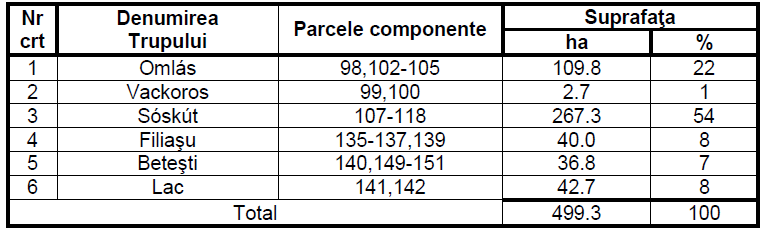 Nr crt Denumirea Trupului Parcele componente Suprafaţa
ha %
1 Omlás 98,102-105 109.8 22
2 Vackoros 99,100 2.7 1
3 Sóskút 107-118 267.3 54
4 Filiaşu 135-137,139 40.0 8
5 Beteşti 140,149-151 36.8 7
6 Lac 141,142 42.7 8
Total 499.3 100